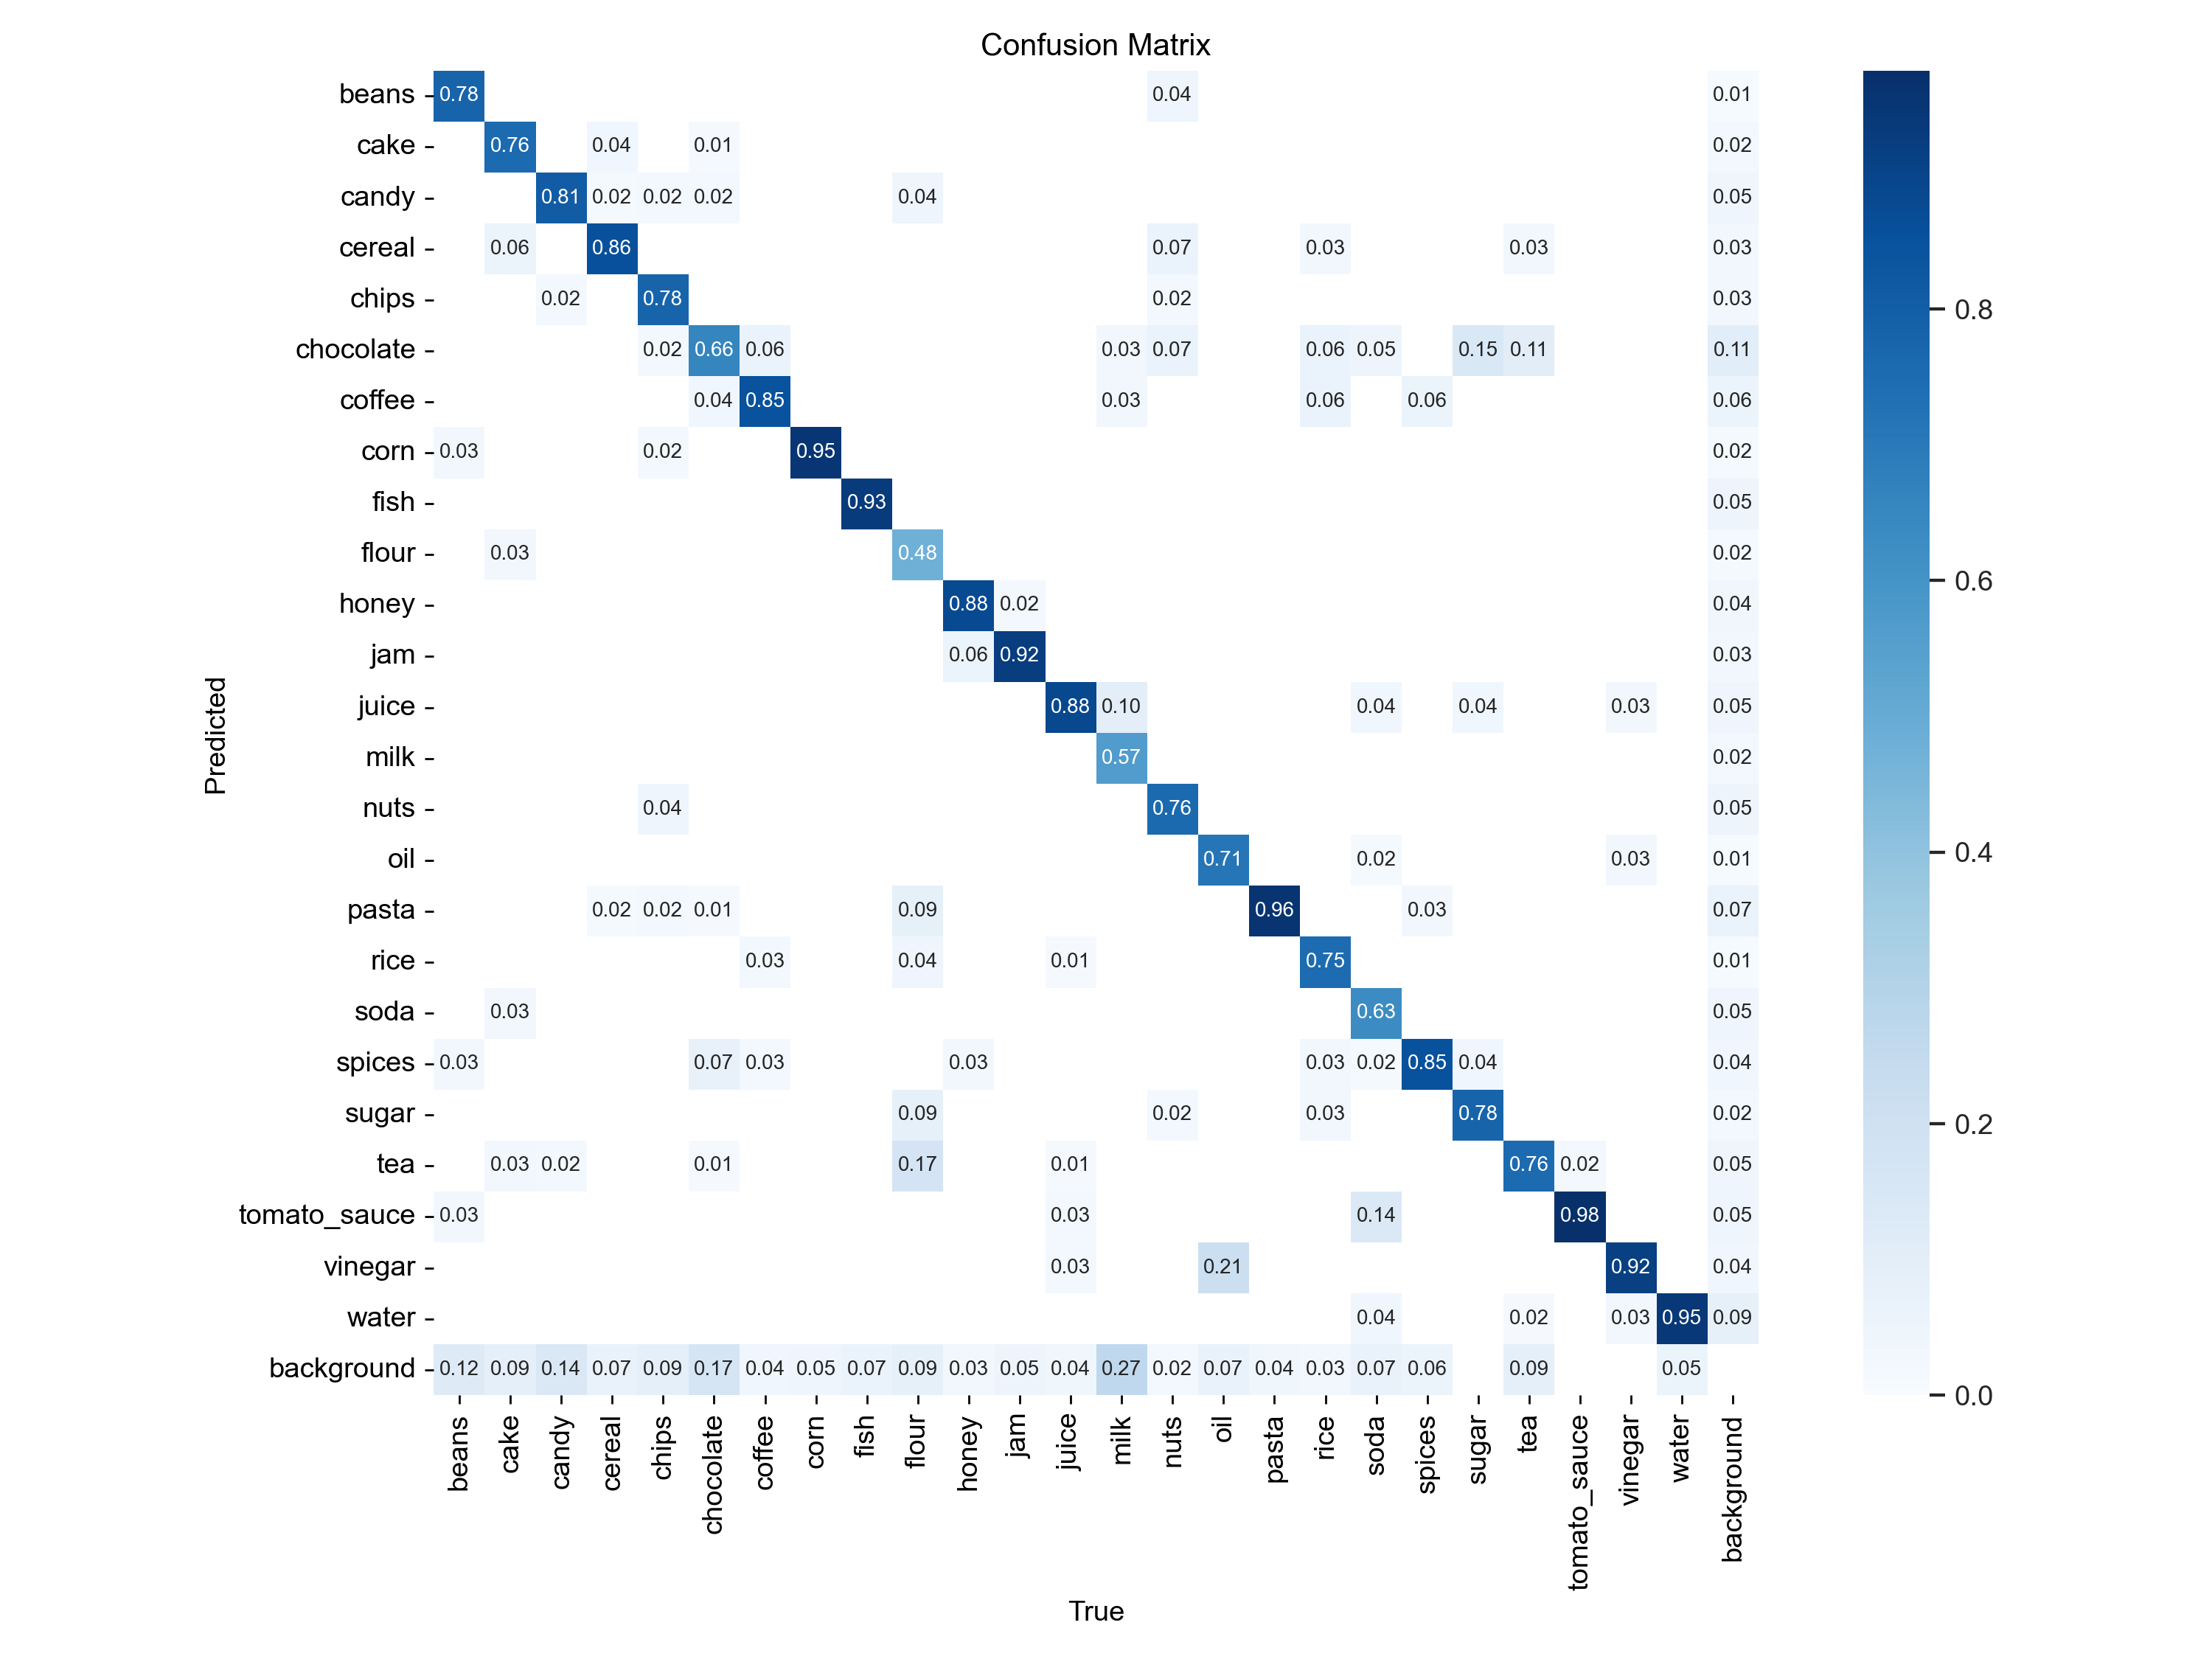 Confusion Matrix
beans 0.78 0.04 0.01
cake 0.76 0.04 0.01 0.02
candy 0.81 0.02 0.02 0.02 0.04 0.05
cereal 0.06 0.86 0.07 0.03 0.03 0.03
chips 0.02 0.78 0.02 0.03
chocolate 0.02 0.66 0.06 0.03 0.07 0.06 0.05 0.15 0.11 0.11
coffee 0.04 0.85 0.03 0.06 0.06 0.06
corn 0.03 0.02 0.95 0.02
fish 0.93 0.05
flour 0.03 0.48 0.02
honey 0.88 0.02 0.04
jam 0.06 0.92 0.03
juice 0.88 0.10 0.04 0.04 0.03 0.05
milk 0.57 0.02
nuts 0.04 0.76 0.05
oil 0.71 0.02 0.03 0.01
pasta 0.02 0.02 0.01 0.09 0.96 0.03 0.07
rice 0.03 0.04 0.01 0.75 0.01
soda 0.03 0.63 0.05
spices 0.03 0.07 0.03 0.03 0.03 0.02 0.85 0.04 0.04
sugar 0.09 0.02 0.03 0.78 0.02
tea 0.03 0.02 0.01 0.17 0.01 0.76 0.02 0.05
tomato_sauce 0.03 0.03 0.14 0.98 0.05
vinegar 0.03 0.21 0.92 0.04
water 0.04 0.02 0.03 0.95 0.09
background 0.12 0.09 0.14 0.07 0.09 0.17 0.04 0.05 0.07 0.09 0.03 0.05 0.04 0.27 0.02 0.07 0.04 0.03 0.07 0.06 0.09 0.05
beans cake candy cereal chips chocolate coffee corn fish flour honey jam juice milk nuts oil pasta rice soda spices sugar tea tomato_sauce vinegar water background
True
Predicted
0.8
0.6
0.4
0.2
0.0